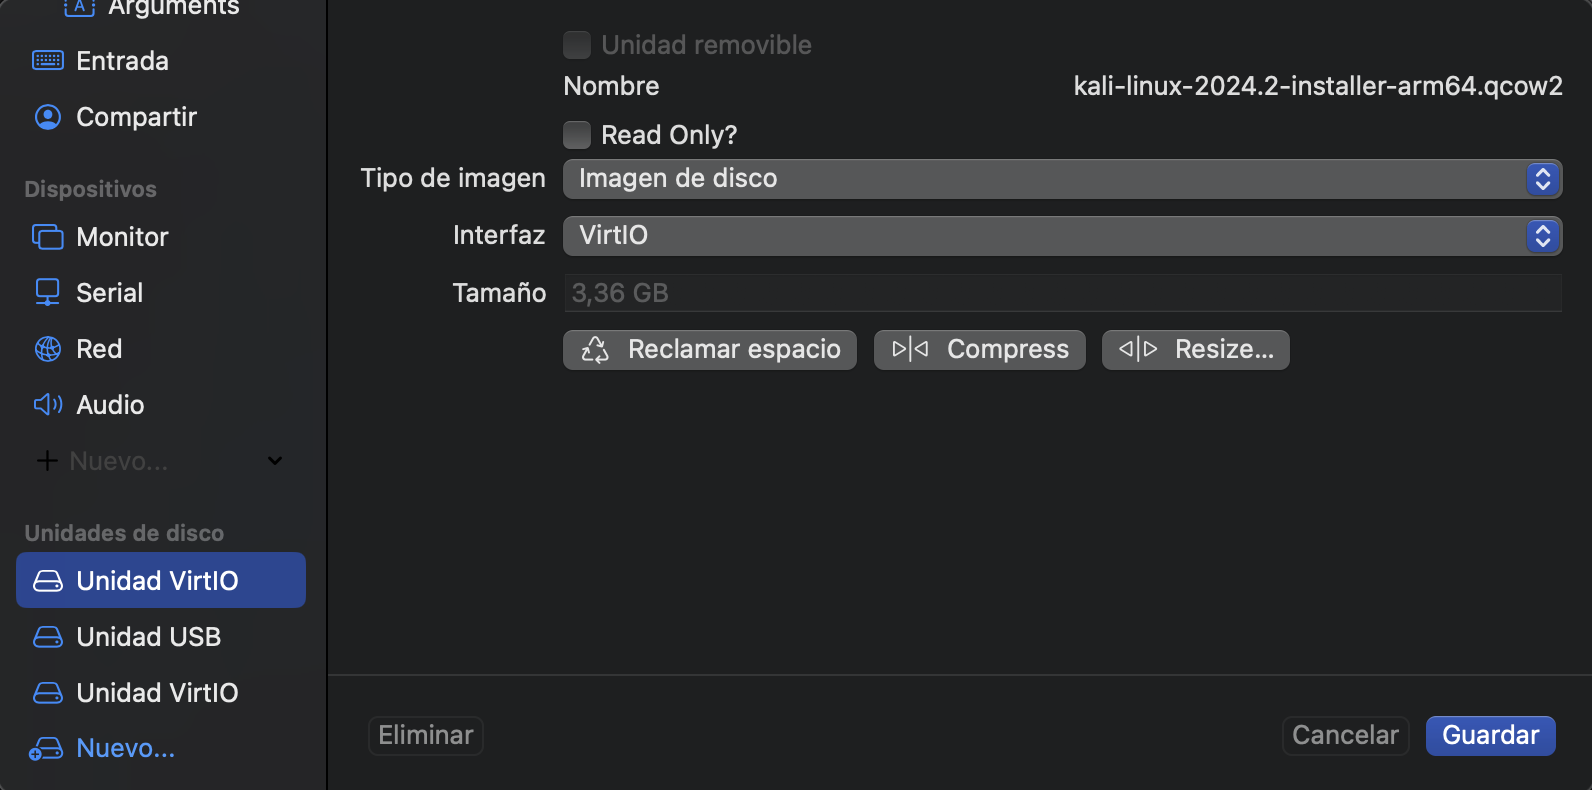 Arguments
Entrada
Compartir
Dispositivos
Monitor
Serial
Red
Audio
Nuevo...
Unidades de disco
Unidad VirtIO
Unidad USB
Unidad VirtIO
Nuevo...
Unidad removible
Nombre kali-linux-2024.2-installer-arm64.qcow2
Read Only?
Tipo de imagen Imagen de disco
Interfaz VirtIO
Tamaño 3,36 GB
Reclamar espacio Compress Resize...
Eliminar Cancelar Guardar